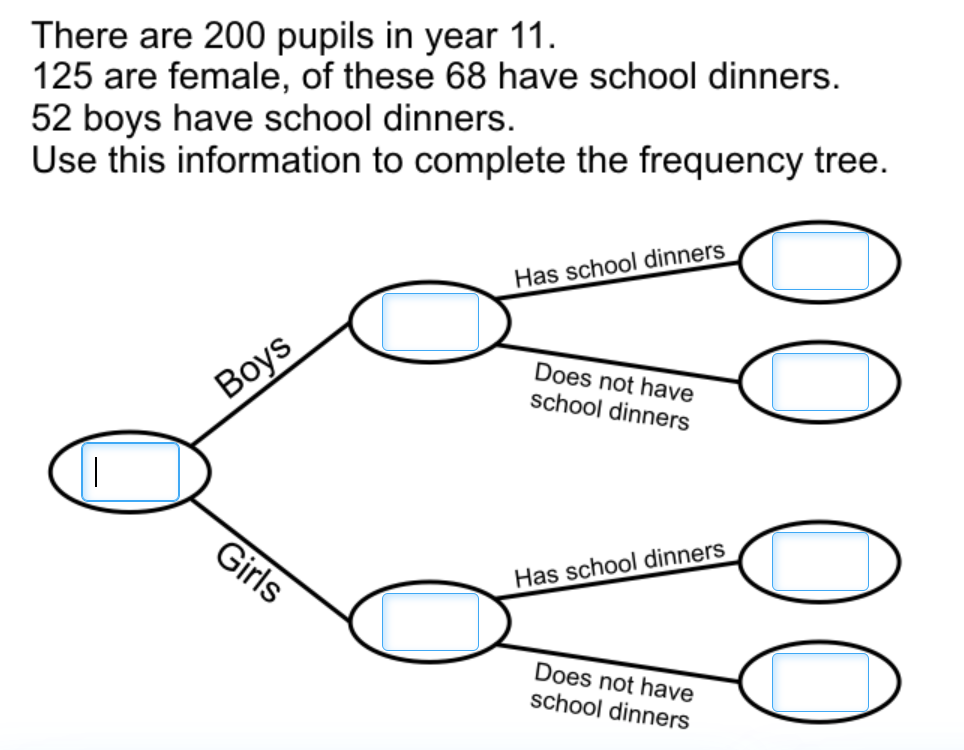 There are 200 pupils in year 11.
125 are female, of these 68 have school dinners.
52 boys have school dinners.
Use this information to complete the frequency tree.
Has school dinners
Boys
Does not have
school dinners
Girls
Has school dinners
Does not have
school dinners